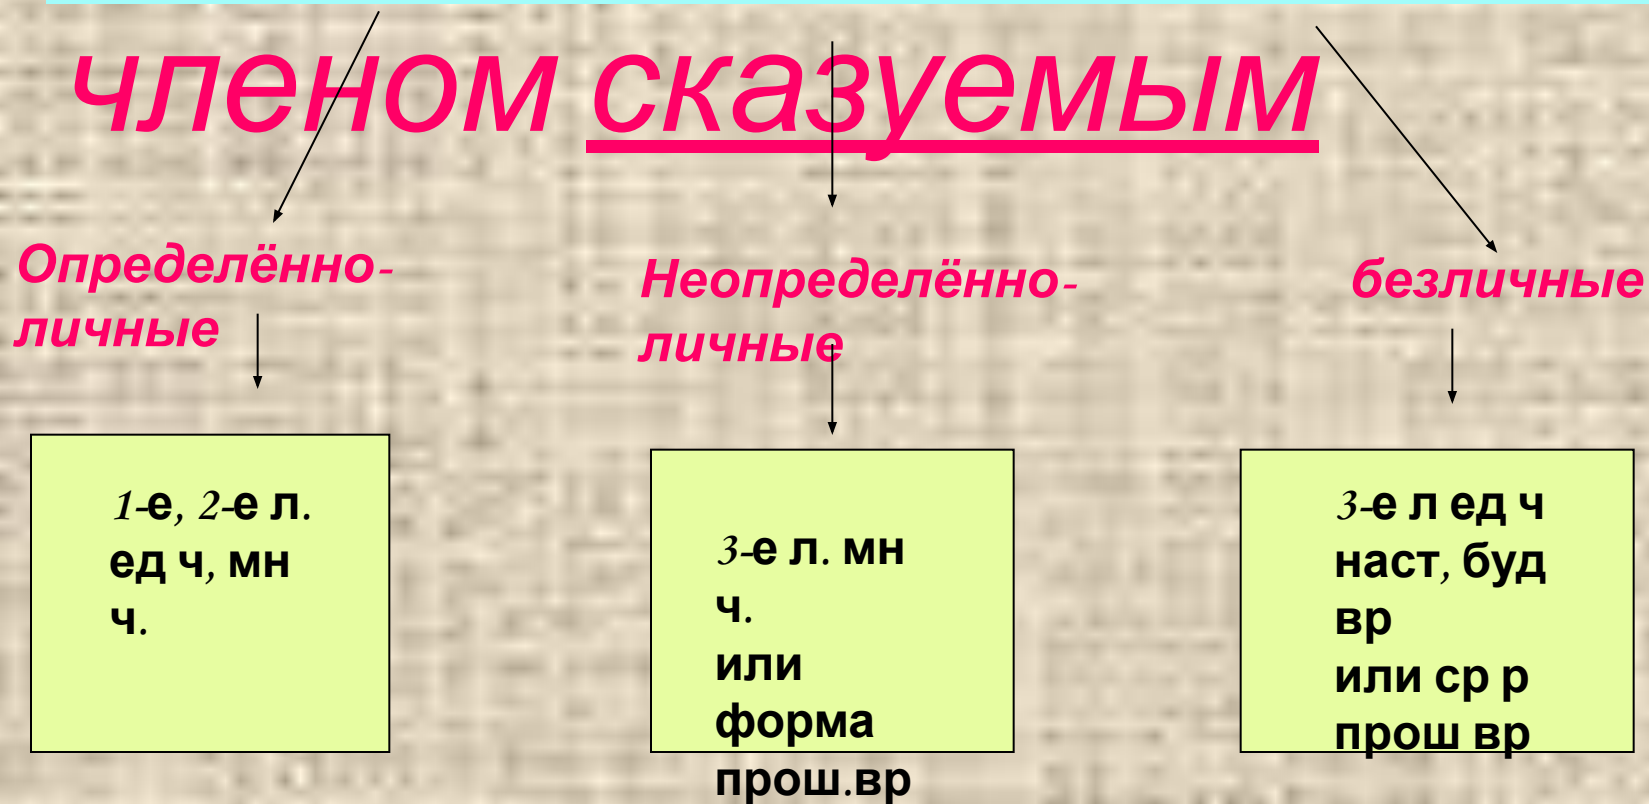 членом сказуемым
Определённо-
личные
Неопределённо-
личные
безличные
1-е, 2-е л.
ед ч, мн
ч.
3-е л. мн
ч.
или
форма
прош.вр
3-е л ед ч
наст, буд
вр
или ср р
прош вр